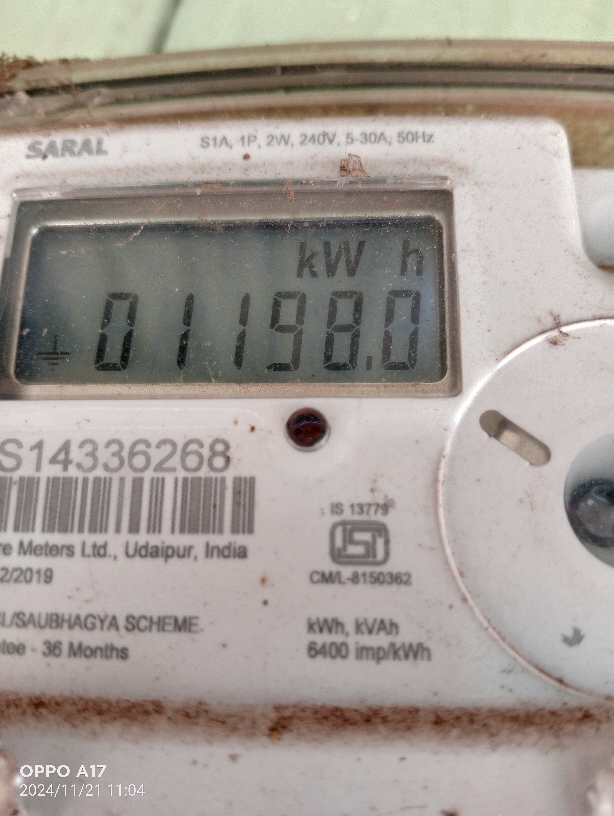 SARAL
S1A, 1P, 2W, 240V, 5-30A, 50Hz
kW h
01198.0
S14336268
IS 13779
CM/L-8150362
re Meters Ltd., Udaipur, India
2/2019
L/SAUBHAGYA SCHEME.
tee - 36 Months
kWh, kVAh
6400 imp/kWh
OPPO A17
2024/11/21 11:04